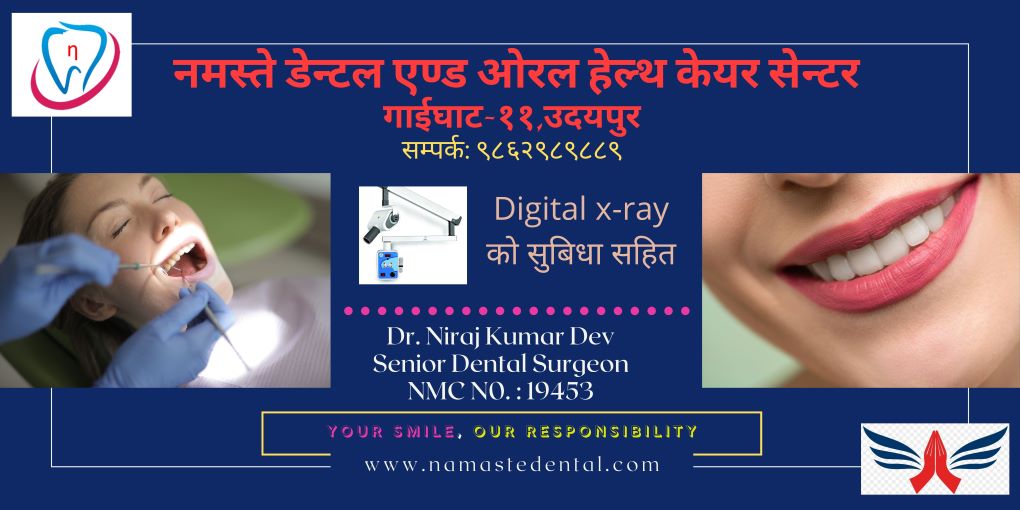 η
नमस्ते डेन्टल एण्ड ओरल हेल्थ केयर सेन्टर
गाईघाट-११,उदयपुर
सम्पर्क: ९८६२९८९८८९
Digital x-ray
को सुबिधा सहित
Dr. Niraj Kumar Dev
Senior Dental Surgeon
NMC NO. : 19453
YOUR SMILE, OUR RESPONSIBILITY
www.namastedental.com